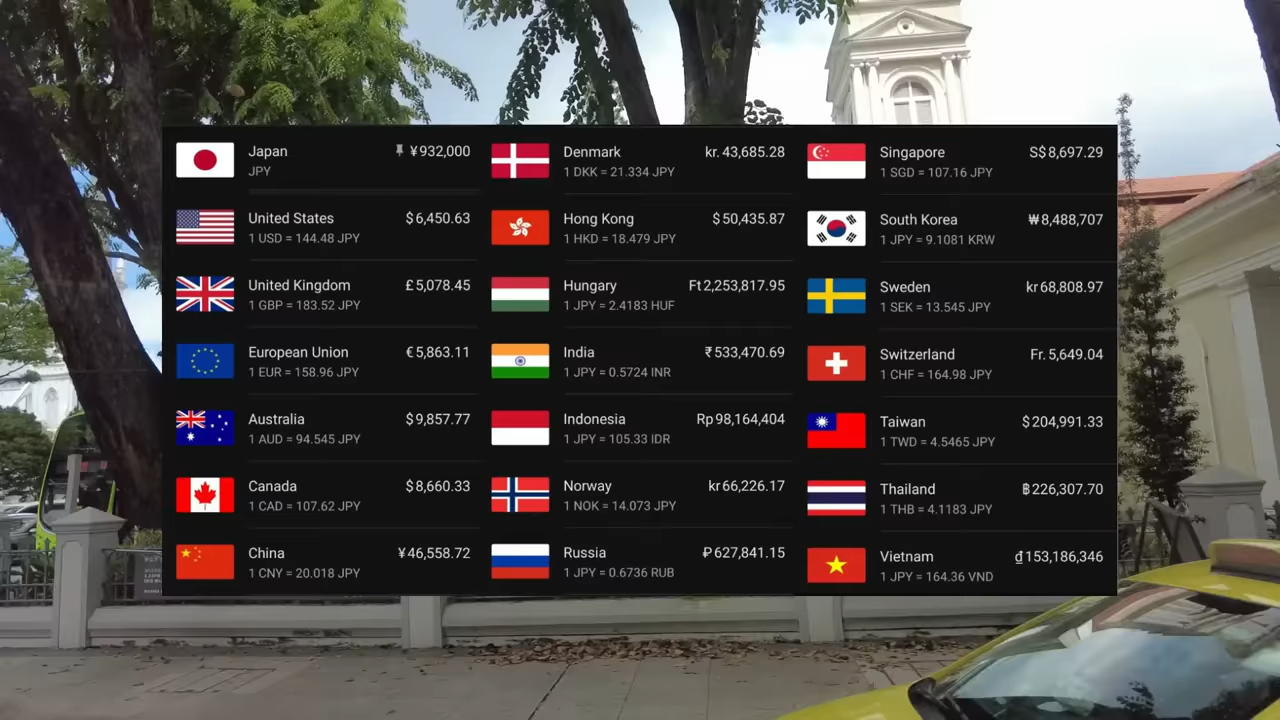 Japan
¥932,000
JPY
United States
$6,450.63
1 USD = 144.48 JPY
United Kingdom
£5,078.45
1 GBP = 183.52 JPY
European Union
€5,863.11
1 EUR = 158.96 JPY
Australia
$9,857.77
1 AUD = 94.545 JPY
Canada
$8,660.33
1 CAD = 107.62 JPY
China
¥46,558.72
1 CNY = 20.018 JPY
Denmark
kr. 43,685.28
1 DKK = 21.334 JPY
Hong Kong
$50,435.87
1 HKD = 18.479 JPY
Hungary
Ft2,253,817.95
1 JPY = 2.4183 HUF
India
₹533,470.69
1 JPY = 0.5724 INR
Indonesia
Rp98,164,404
1 JPY = 105.33 IDR
Norway
kr66,226.17
1 NOK = 14.073 JPY
Russia
₽627,841.15
1 JPY = 0.6736 RUB
Singapore
S$8,697.29
1 SGD = 107.16 JPY
South Korea
₩8,488,707
1 JPY = 9.1081 KRW
Sweden
kr68,808.97
1 SEK = 13.545 JPY
Switzerland
Fr. 5,649.04
1 CHF = 164.98 JPY
Taiwan
$204,991.33
1 TWD = 4.5465 JPY
Thailand
฿226,307.70
1 THB = 4.1183 JPY
Vietnam
₫153,186,346
1 JPY = 164.36 VND